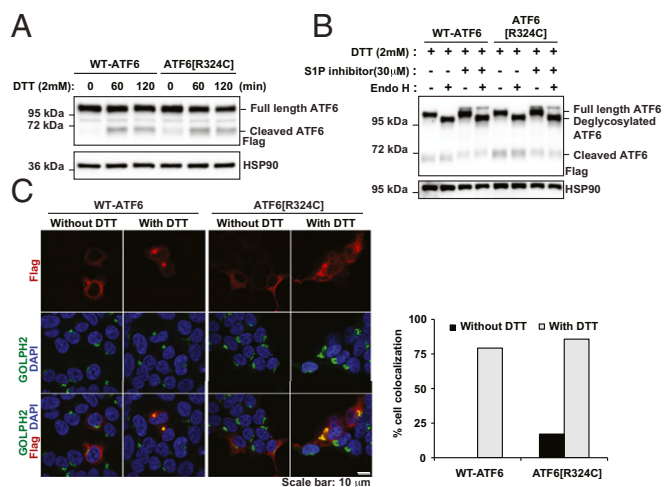 A
WT-ATF6 ATF6[R324C]
DTT (2mM): 0 60 120 0 60 120 (min)
95 kDa
72 kDa
Full length ATF6
Cleaved ATF6
Flag
36 kDa
HSP90
B
WT-ATF6 ATF6
[R324C]
DTT (2mM) : + + + + + + + +
S1P inhibitor(30μM) : - - + + - - + +
Endo H : - + - + - + - +
95 kDa
72 kDa
Full length ATF6
Deglycosylated
ATF6
Cleaved ATF6
Flag
95 kDa
HSP90
C
WT-ATF6 ATF6[R324C]
Without DTT With DTT Without DTT With DTT
Flag
GOLPH2
DAPI
GOLPH2
Flag DAPI
Scale bar: 10 μm
% cell colocalization
100
75
50
25
0
Without DTT With DTT
WT-ATF6 ATF6[R324C]